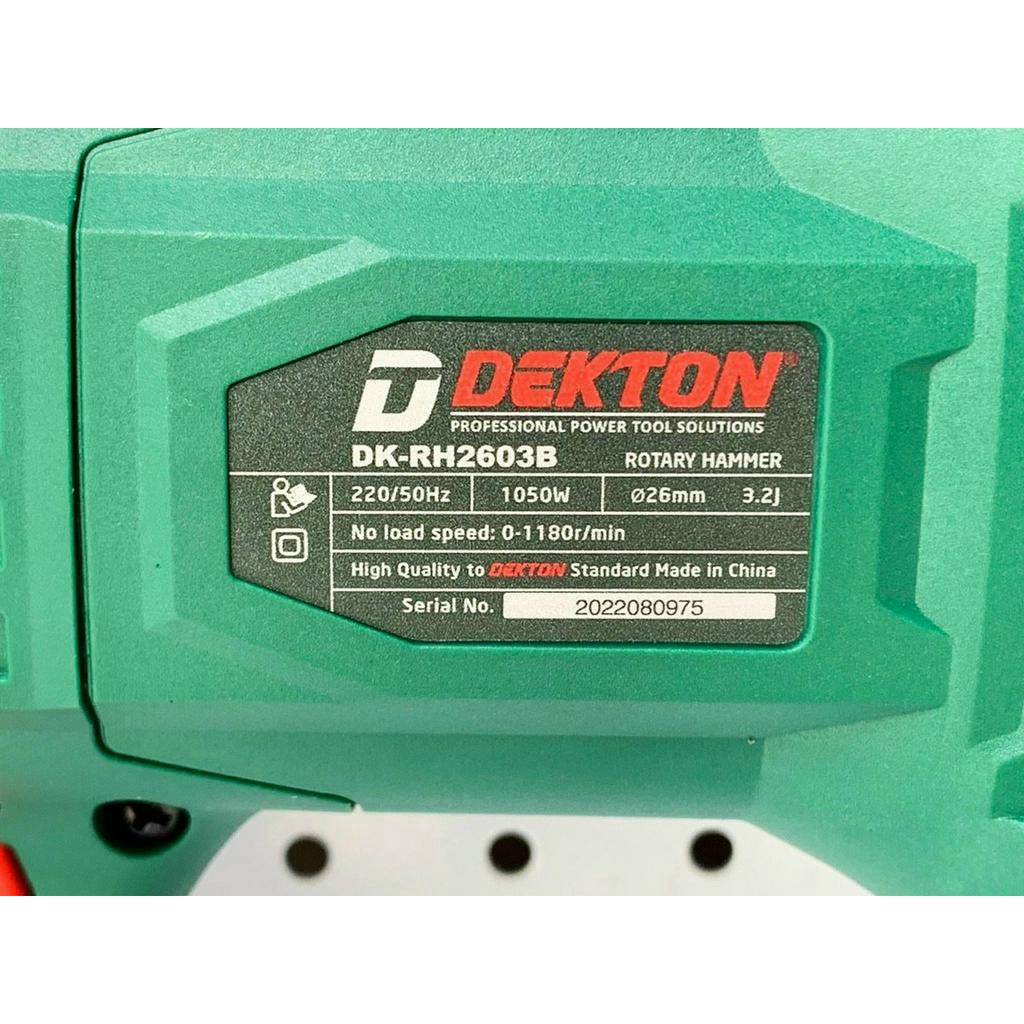 DEKTON®
PROFESSIONAL POWER TOOL SOLUTIONS
DK-RH2603B ROTARY HAMMER
220/50Hz 1050W Ø26mm 3.2J
No load speed: 0-1180r/min
High Quality to DEKTON Standard Made in China
Serial No. 2022080975